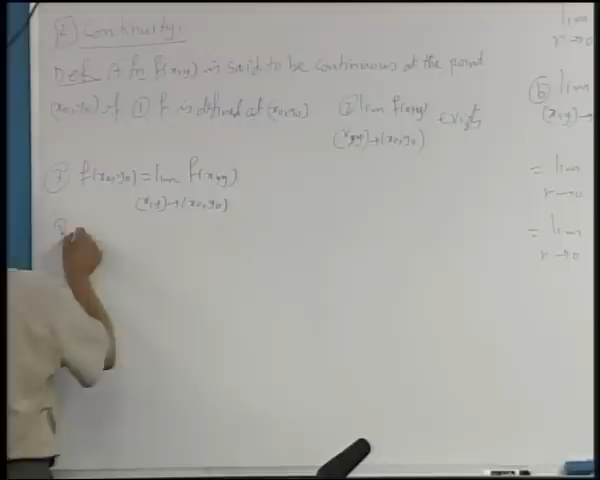 [2] Continuity:
Def A fn f(x,y) is said to be continuous at the point
(x0,y0) if ① f is defined at (x0,y0) ② lim f(x,y) exists
(x,y)→(x0,y0)
③ f(x0,y0) = lim f(x,y)
(x,y)→(x0,y0)
lim
r→0
⑥ lim
(x,y)→
= lim
r→0
= lim
r→0